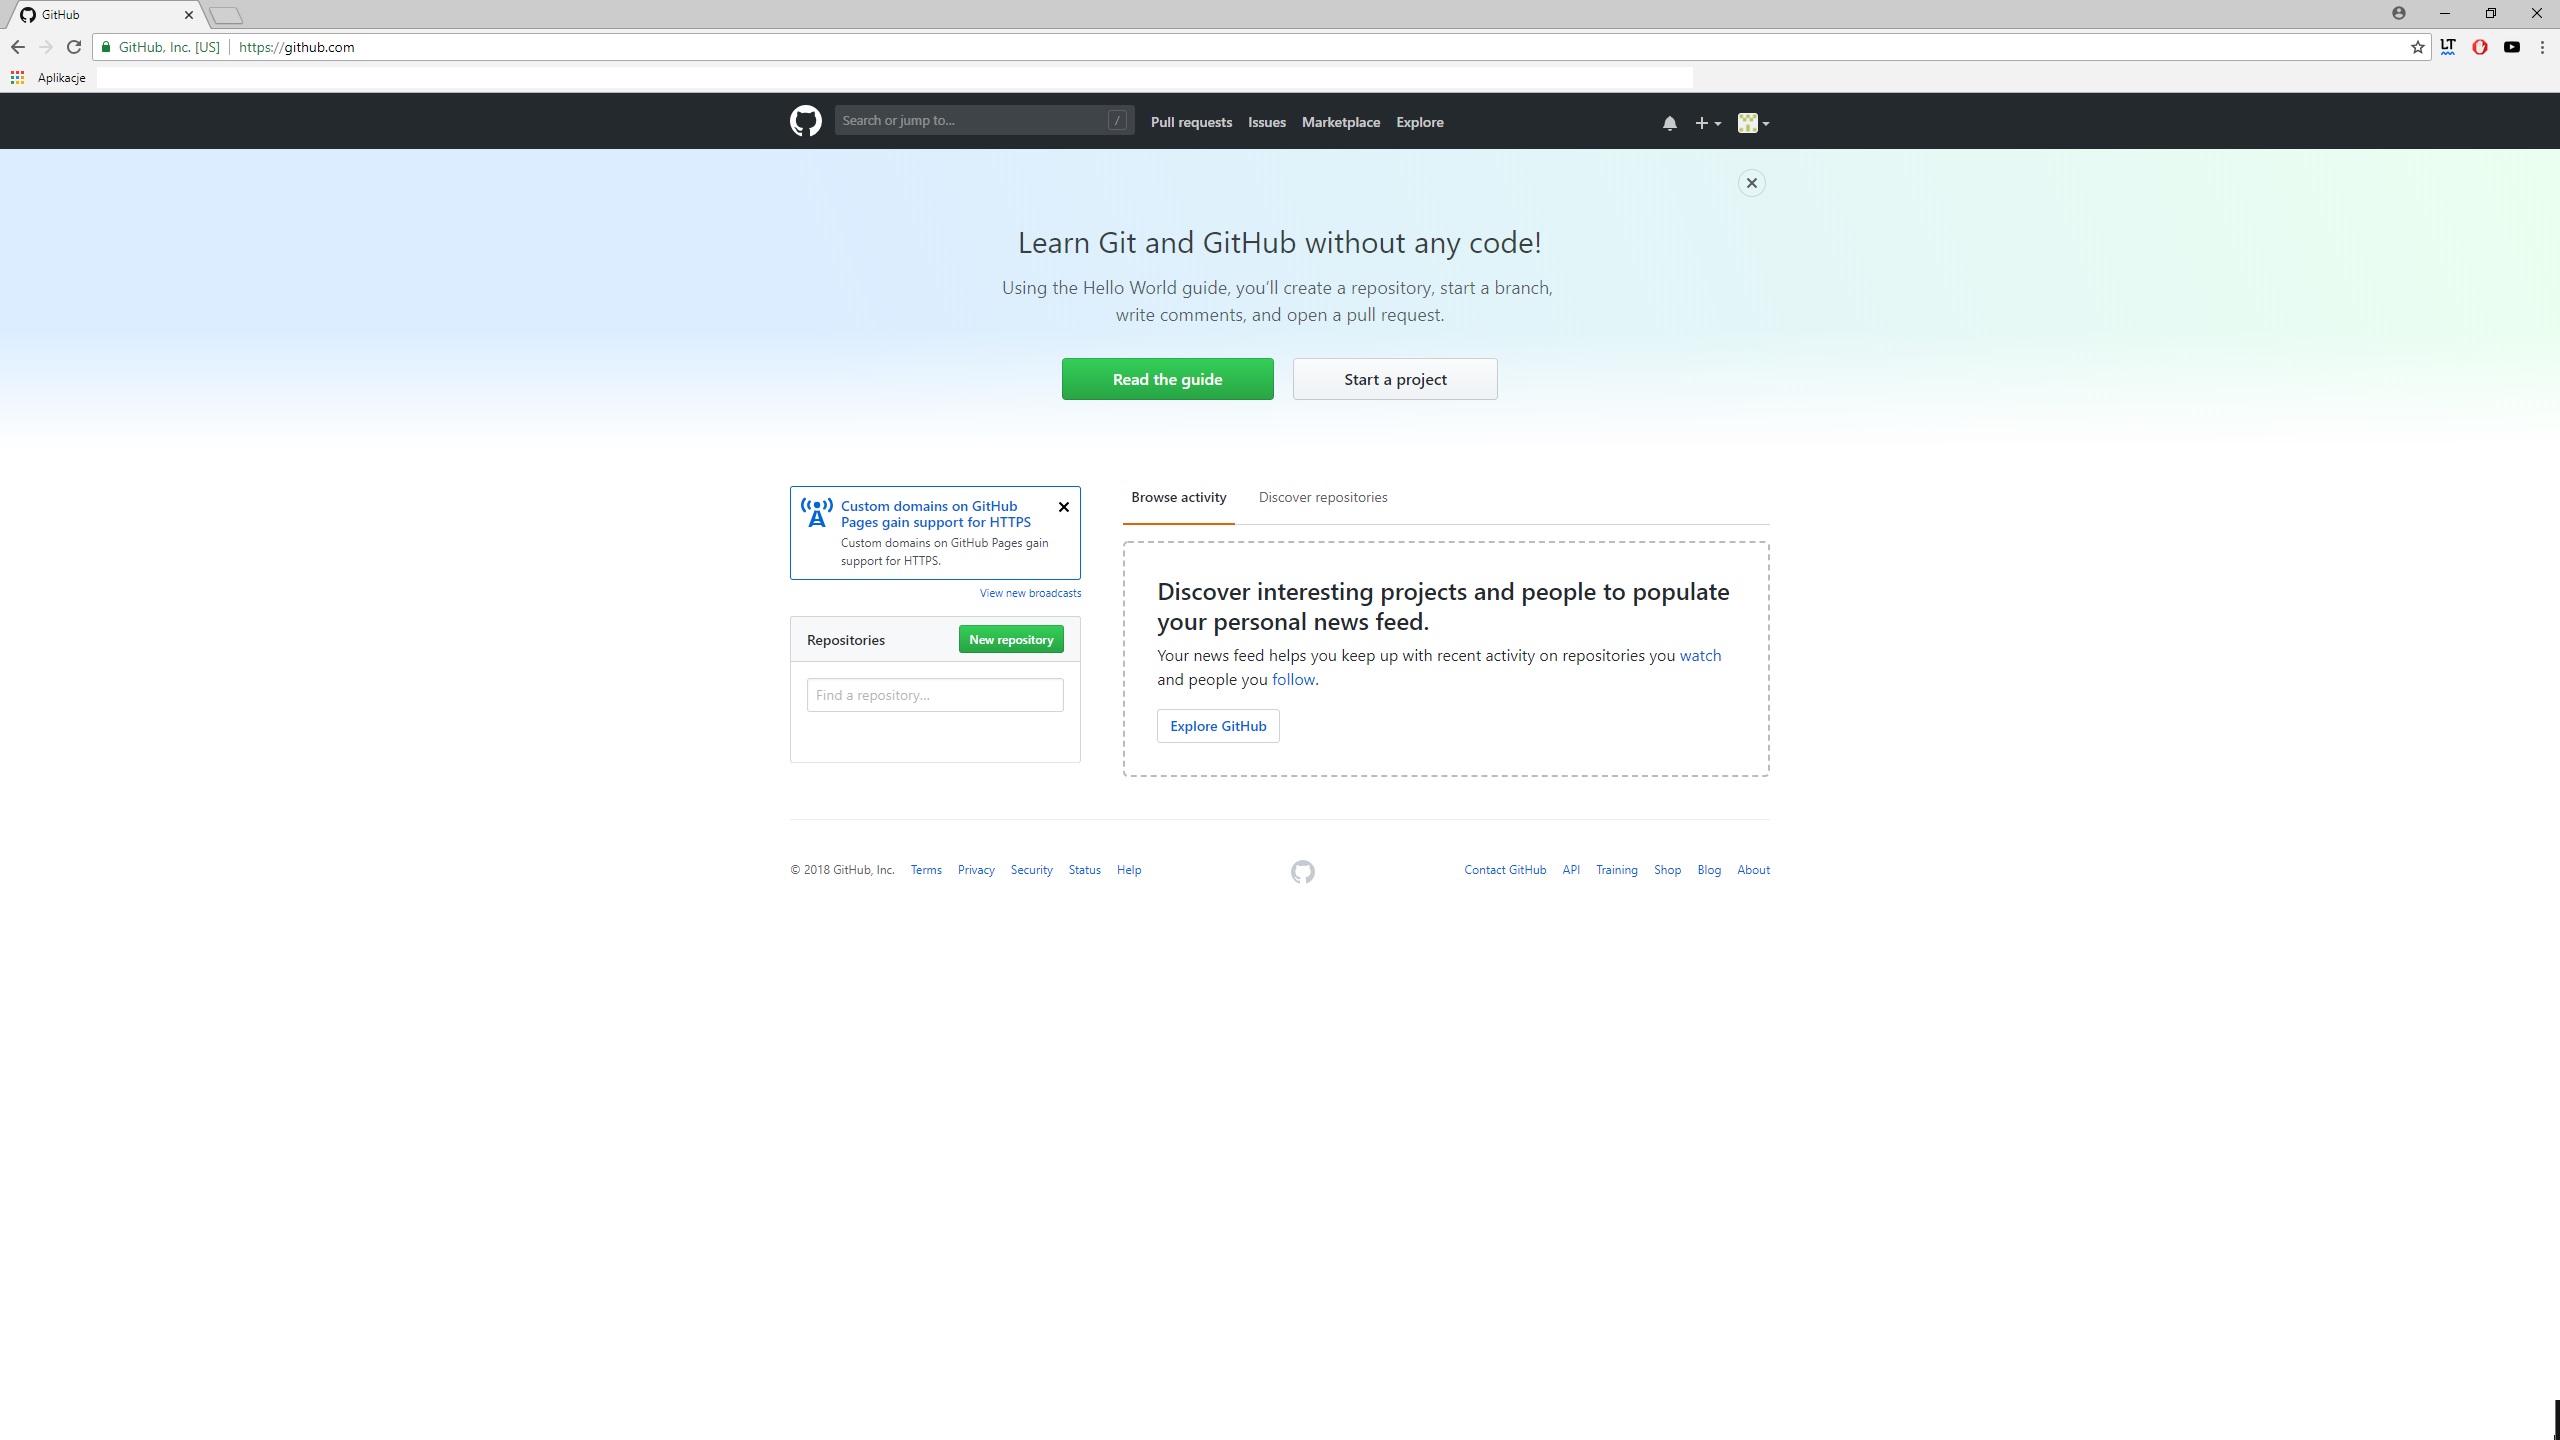 GitHub
GitHub, Inc. [US] https://github.com
LT
Aplikacje
Search or jump to... /
Pull requests Issues Marketplace Explore
Learn Git and GitHub without any code!
Using the Hello World guide, you’ll create a repository, start a branch,
write comments, and open a pull request.
Read the guide Start a project
Custom domains on GitHub
Pages gain support for HTTPS
Custom domains on GitHub Pages gain
support for HTTPS.
View new broadcasts
Repositories New repository
Find a repository...
Browse activity Discover repositories
Discover interesting projects and people to populate
your personal news feed.
Your news feed helps you keep up with recent activity on repositories you watch
and people you follow.
Explore GitHub
© 2018 GitHub, Inc. Terms Privacy Security Status Help
Contact GitHub API Training Shop Blog About